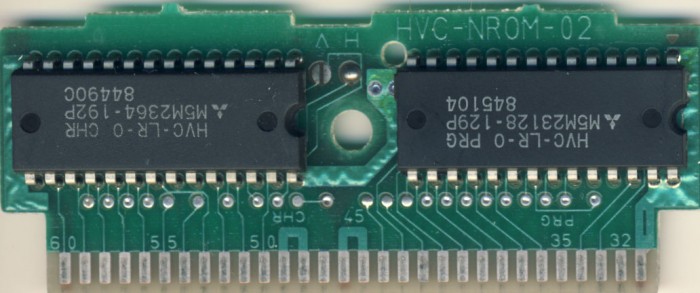 HVC-NROM-02
V H
HVC-LR-0 CHR
M5M2364-192P
84490C
HVC-LR-0 PRG
M5M23128-129P
845104
CHR
45
PRG
60 55 50 35 32